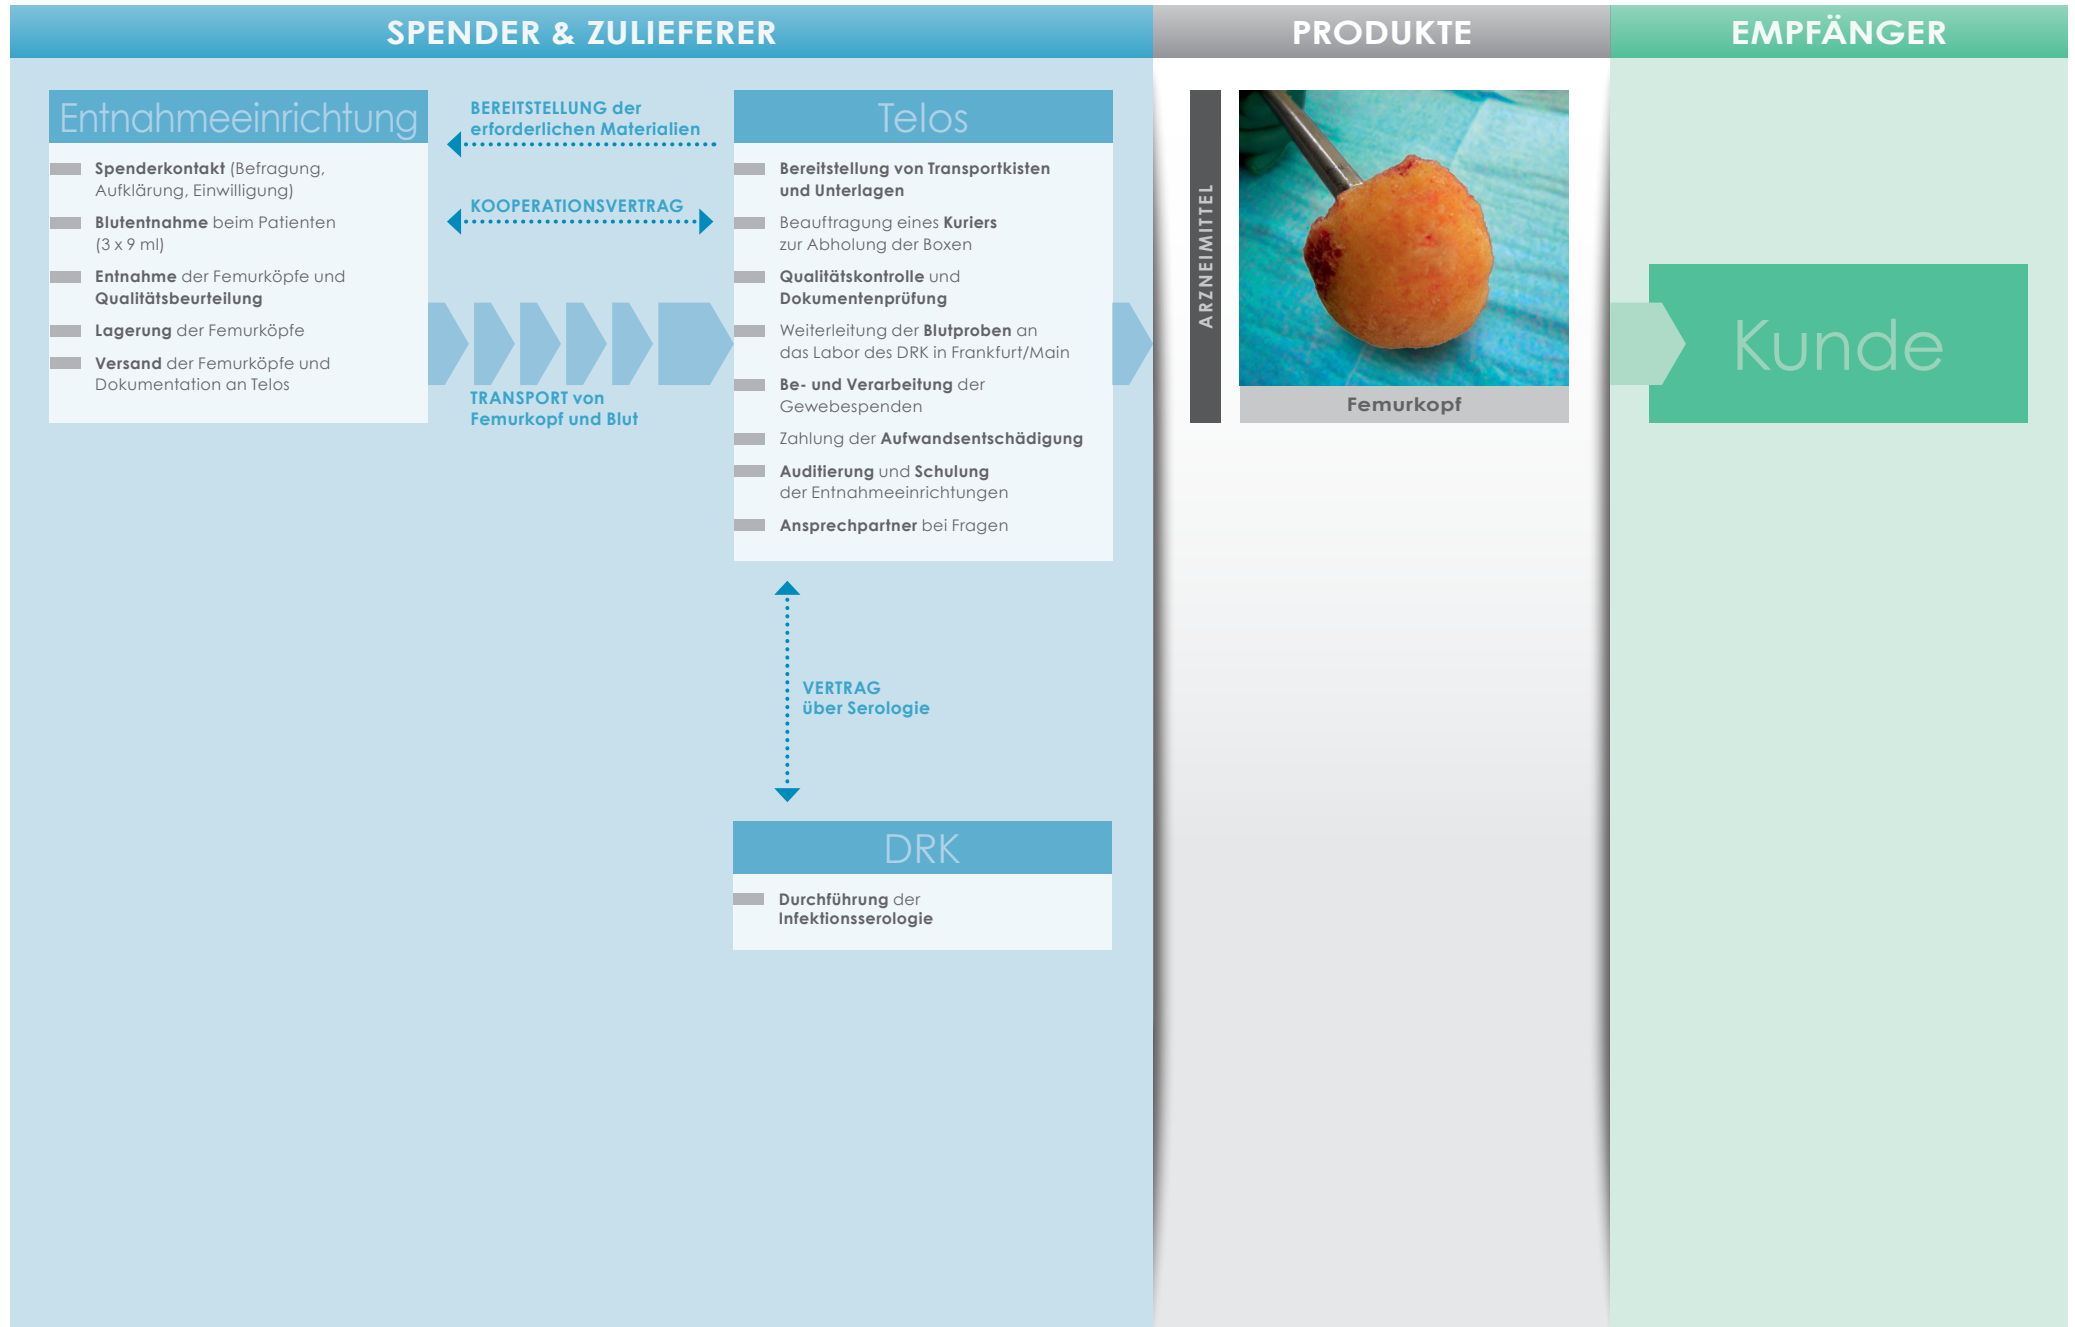 SPENDER & ZULIEFERER
PRODUKTE
EMPFÄNGER
Entnahmeeinrichtung
Spenderkontakt (Befragung,
Aufklärung, Einwilligung)
Blutentnahme beim Patienten
(3 x 9 ml)
Entnahme der Femurköpfe und
Qualitätsbeurteilung
Lagerung der Femurköpfe
Versand der Femurköpfe und
Dokumentation an Telos
BEREITSTELLUNG der
erforderlichen Materialien
KOOPERATIONSVERTRAG
TRANSPORT von
Femurkopf und Blut
Telos
Bereitstellung von Transportkisten
und Unterlagen
Beauftragung eines Kuriers
zur Abholung der Boxen
Qualitätskontrolle und
Dokumentenprüfung
Weiterleitung der Blutproben an
das Labor des DRK in Frankfurt/Main
Be- und Verarbeitung der
Gewebespenden
Zahlung der Aufwandsentschädigung
Auditierung und Schulung
der Entnahmeeinrichtungen
Ansprechpartner bei Fragen
VERTRAG
über Serologie
DRK
Durchführung der
Infektionsserologie
ARZNEIMITTEL
Femurkopf
Kunde